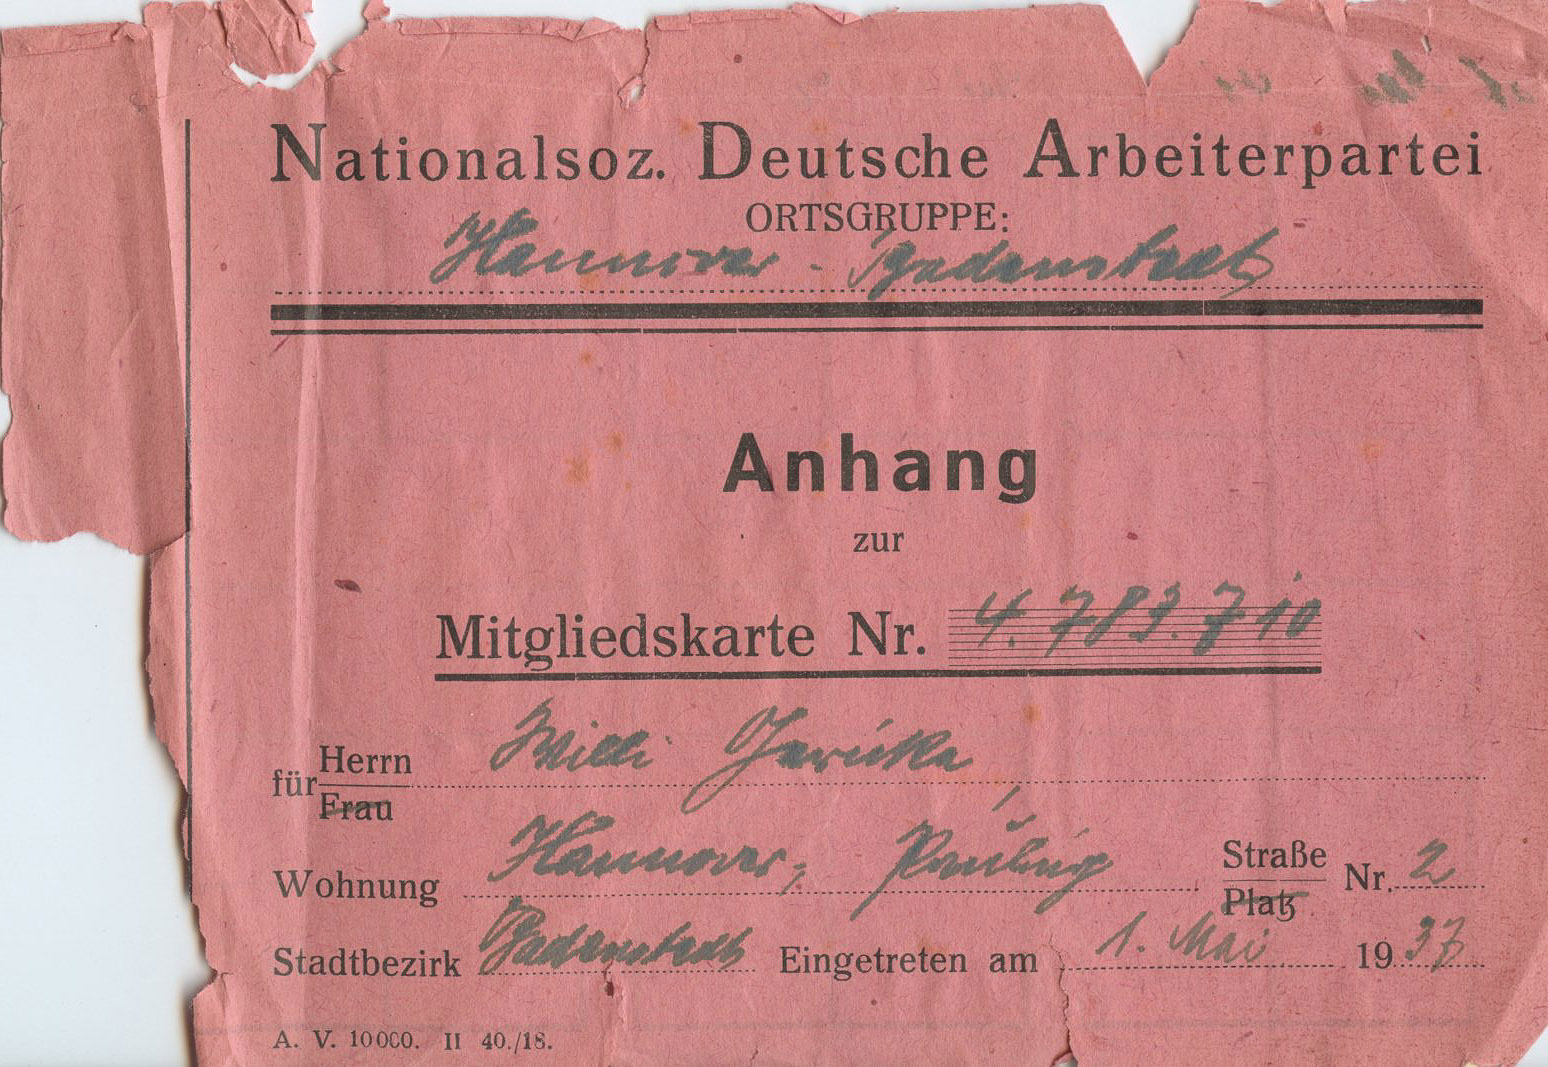 Nationalsoz. Deutsche Arbeiterpartei
ORTSGRUPPE:
Hannover - Badenstedt
Anhang
zur
Mitgliedskarte Nr. 4.783.710
Willi Jericke
für Herrn
Frau
Wohnung Hannover, Straße Nr. 2
Platz
Stadtbezirk Badenstedt Eingetreten am 1. Mai 1937
A. V. 10000. II 40./18.